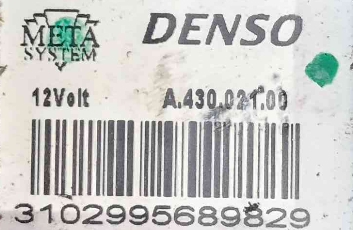 META
SYSTEM
DENSO
12Volt A.430.021.00
3102995689829